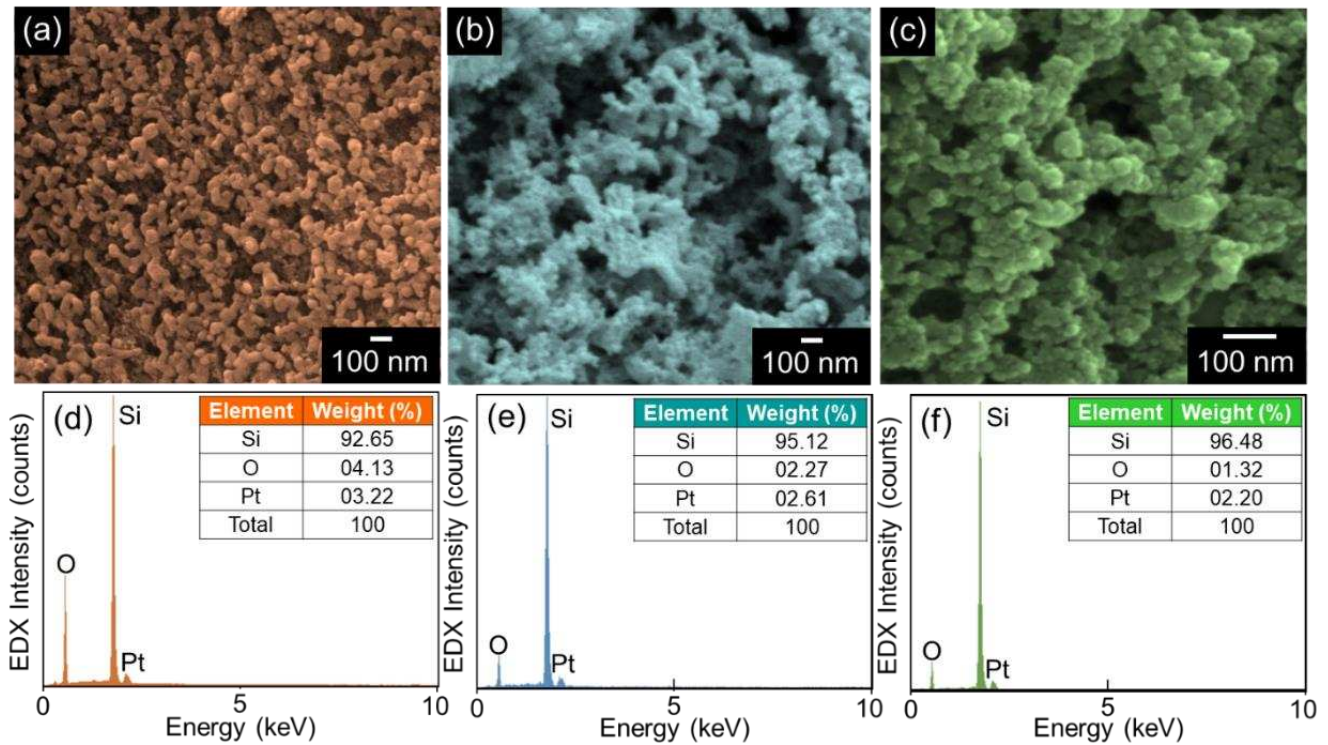 (a)
100 nm
(b)
100 nm
(c)
100 nm
(d)
EDX Intensity (counts)
Si
O
Pt
Element Weight (%)
Si 92.65
O 04.13
Pt 03.22
Total 100
0 5 10
Energy (keV)
(e)
EDX Intensity (counts)
Si
O
Pt
Element Weight (%)
Si 95.12
O 02.27
Pt 02.61
Total 100
0 5 10
Energy (keV)
(f)
EDX Intensity (counts)
Si
O
Pt
Element Weight (%)
Si 96.48
O 01.32
Pt 02.20
Total 100
0 5 10
Energy (keV)